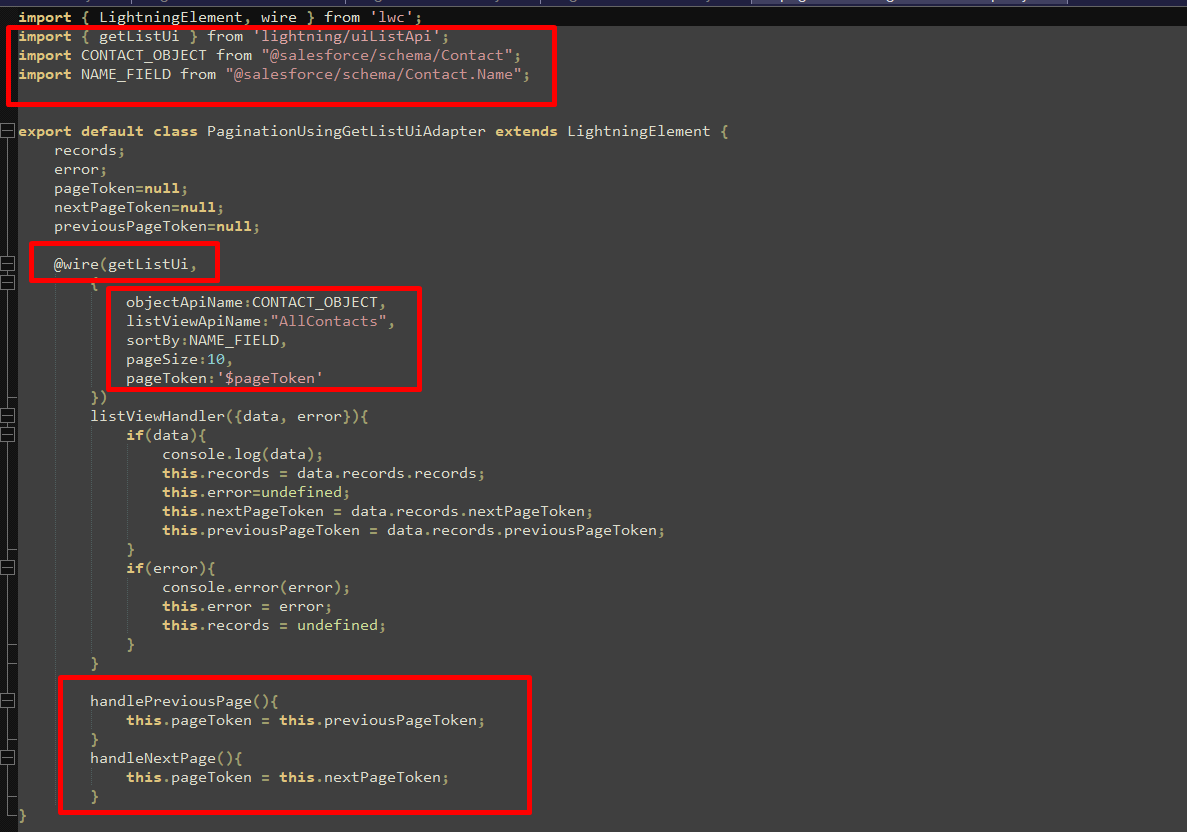 import { LightningElement, wire } from 'lwc';
import { getListUi } from 'lightning/uiListApi';
import CONTACT_OBJECT from "@salesforce/schema/Contact";
import NAME_FIELD from "@salesforce/schema/Contact.Name";
export default class PaginationUsingGetListUiAdapter extends LightningElement {
records;
error;
pageToken=null;
nextPageToken=null;
previousPageToken=null;
@wire(getListUi,
{
objectApiName:CONTACT_OBJECT,
listViewApiName:"AllContacts",
sortBy:NAME_FIELD,
pageSize:10,
pageToken:'$pageToken'
})
listViewHandler({data, error}){
if(data){
console.log(data);
this.records = data.records.records;
this.error=undefined;
this.nextPageToken = data.records.nextPageToken;
this.previousPageToken = data.records.previousPageToken;
}
if(error){
console.error(error);
this.error = error;
this.records = undefined;
}
}
handlePreviousPage(){
this.pageToken = this.previousPageToken;
}
handleNextPage(){
this.pageToken = this.nextPageToken;
}
}